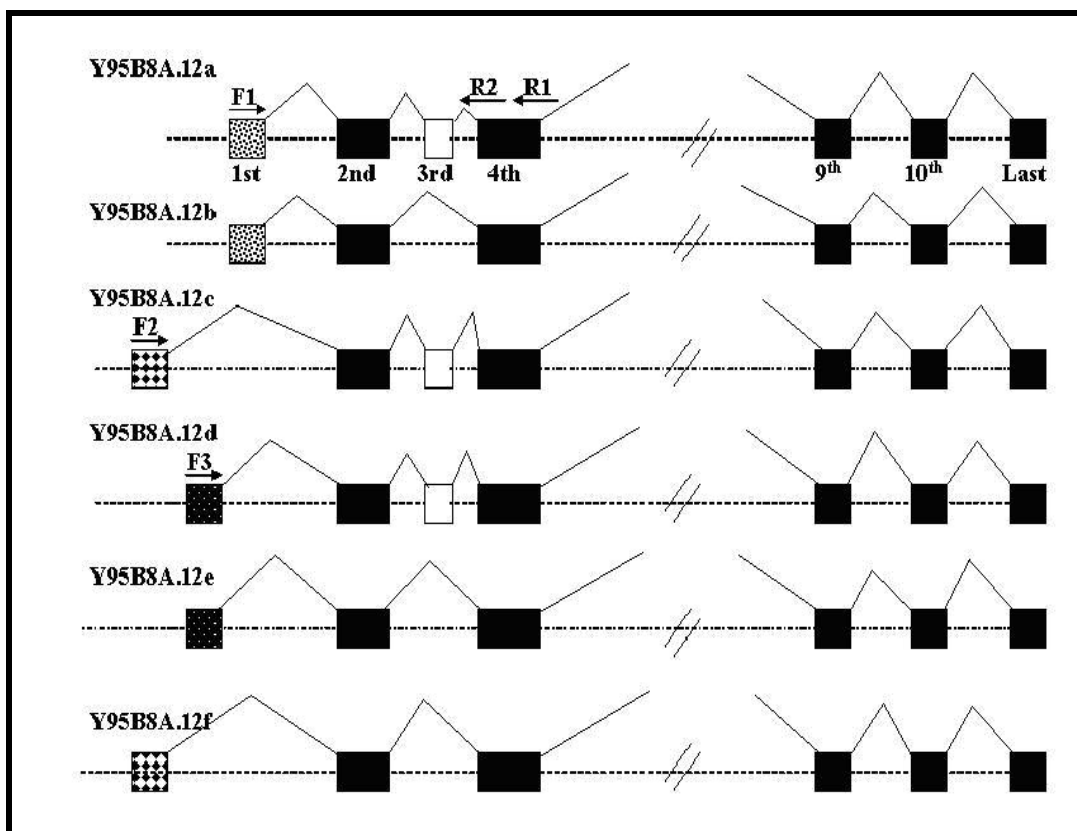 Y95B8A.12a
F1 R2 R1
1st 2nd 3rd 4th 9th 10th Last
Y95B8A.12b
Y95B8A.12c
F2
Y95B8A.12d
F3
Y95B8A.12e
Y95B8A.12f